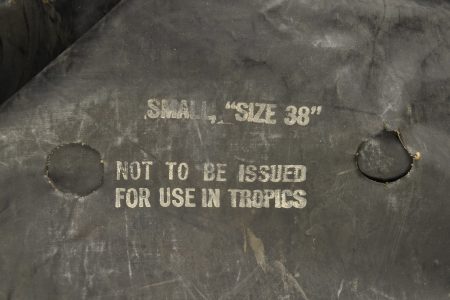 SMALL, "SIZE 38"
NOT TO BE ISSUED
FOR USE IN TROPICS